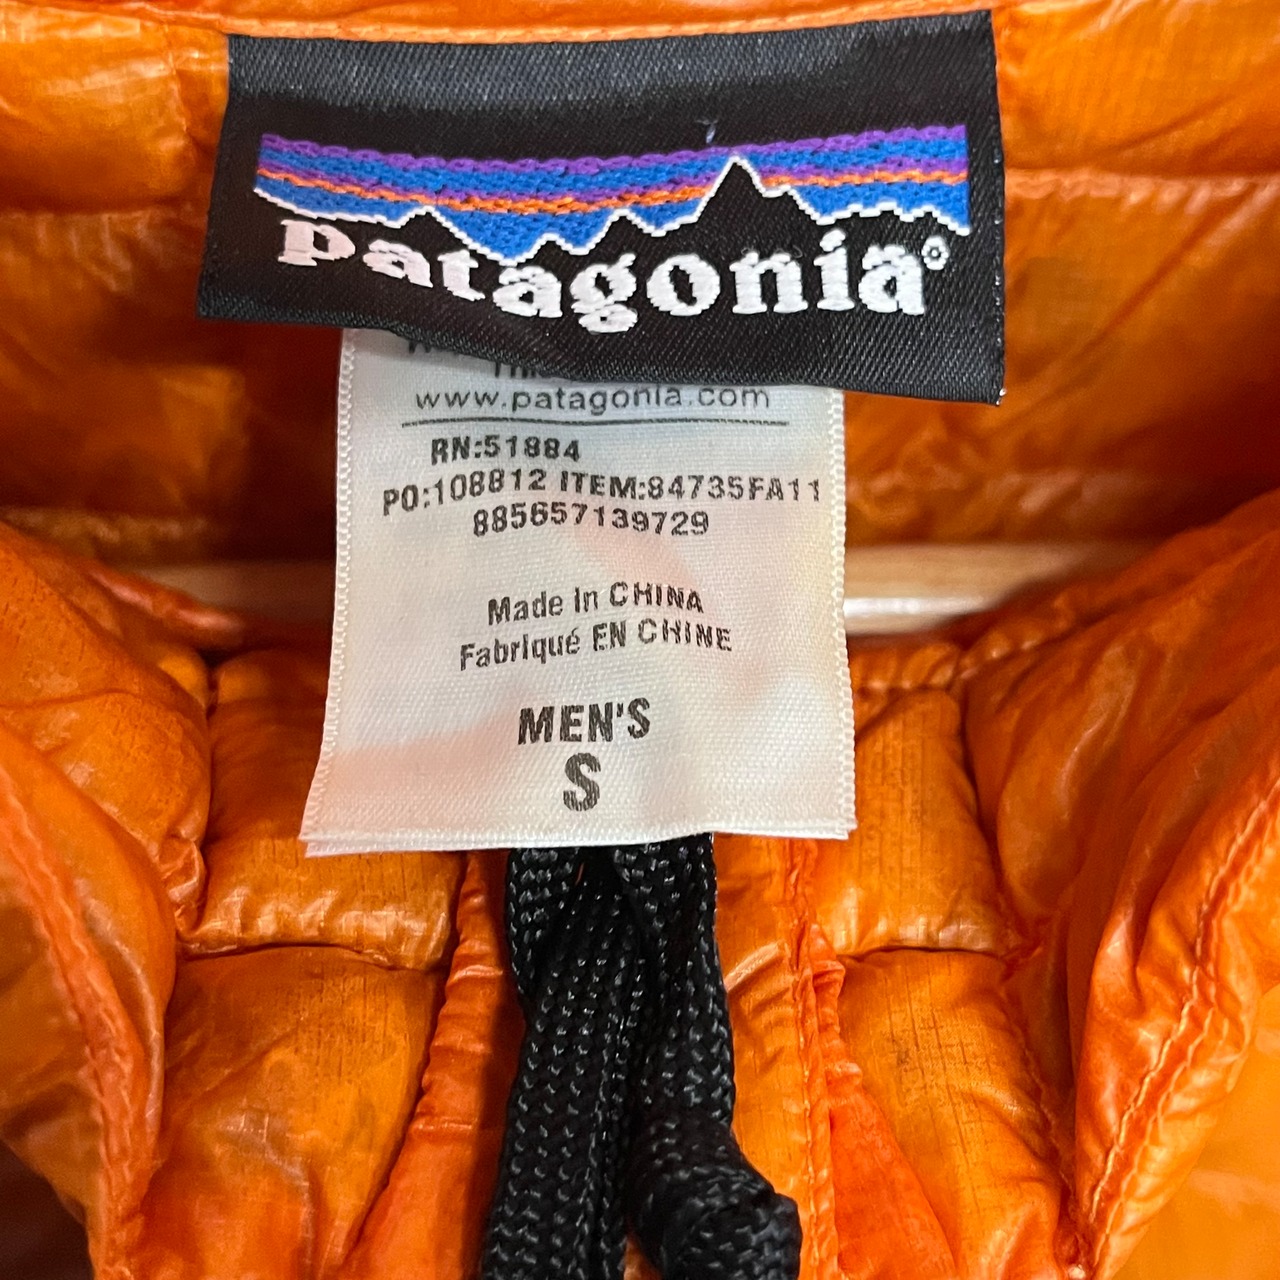 patagonia®
www.patagonia.com
RN:51884
PO:108812 ITEM:84735FA11
885657139729
Made in CHINA
Fabriqué EN CHINE
MEN'S
S